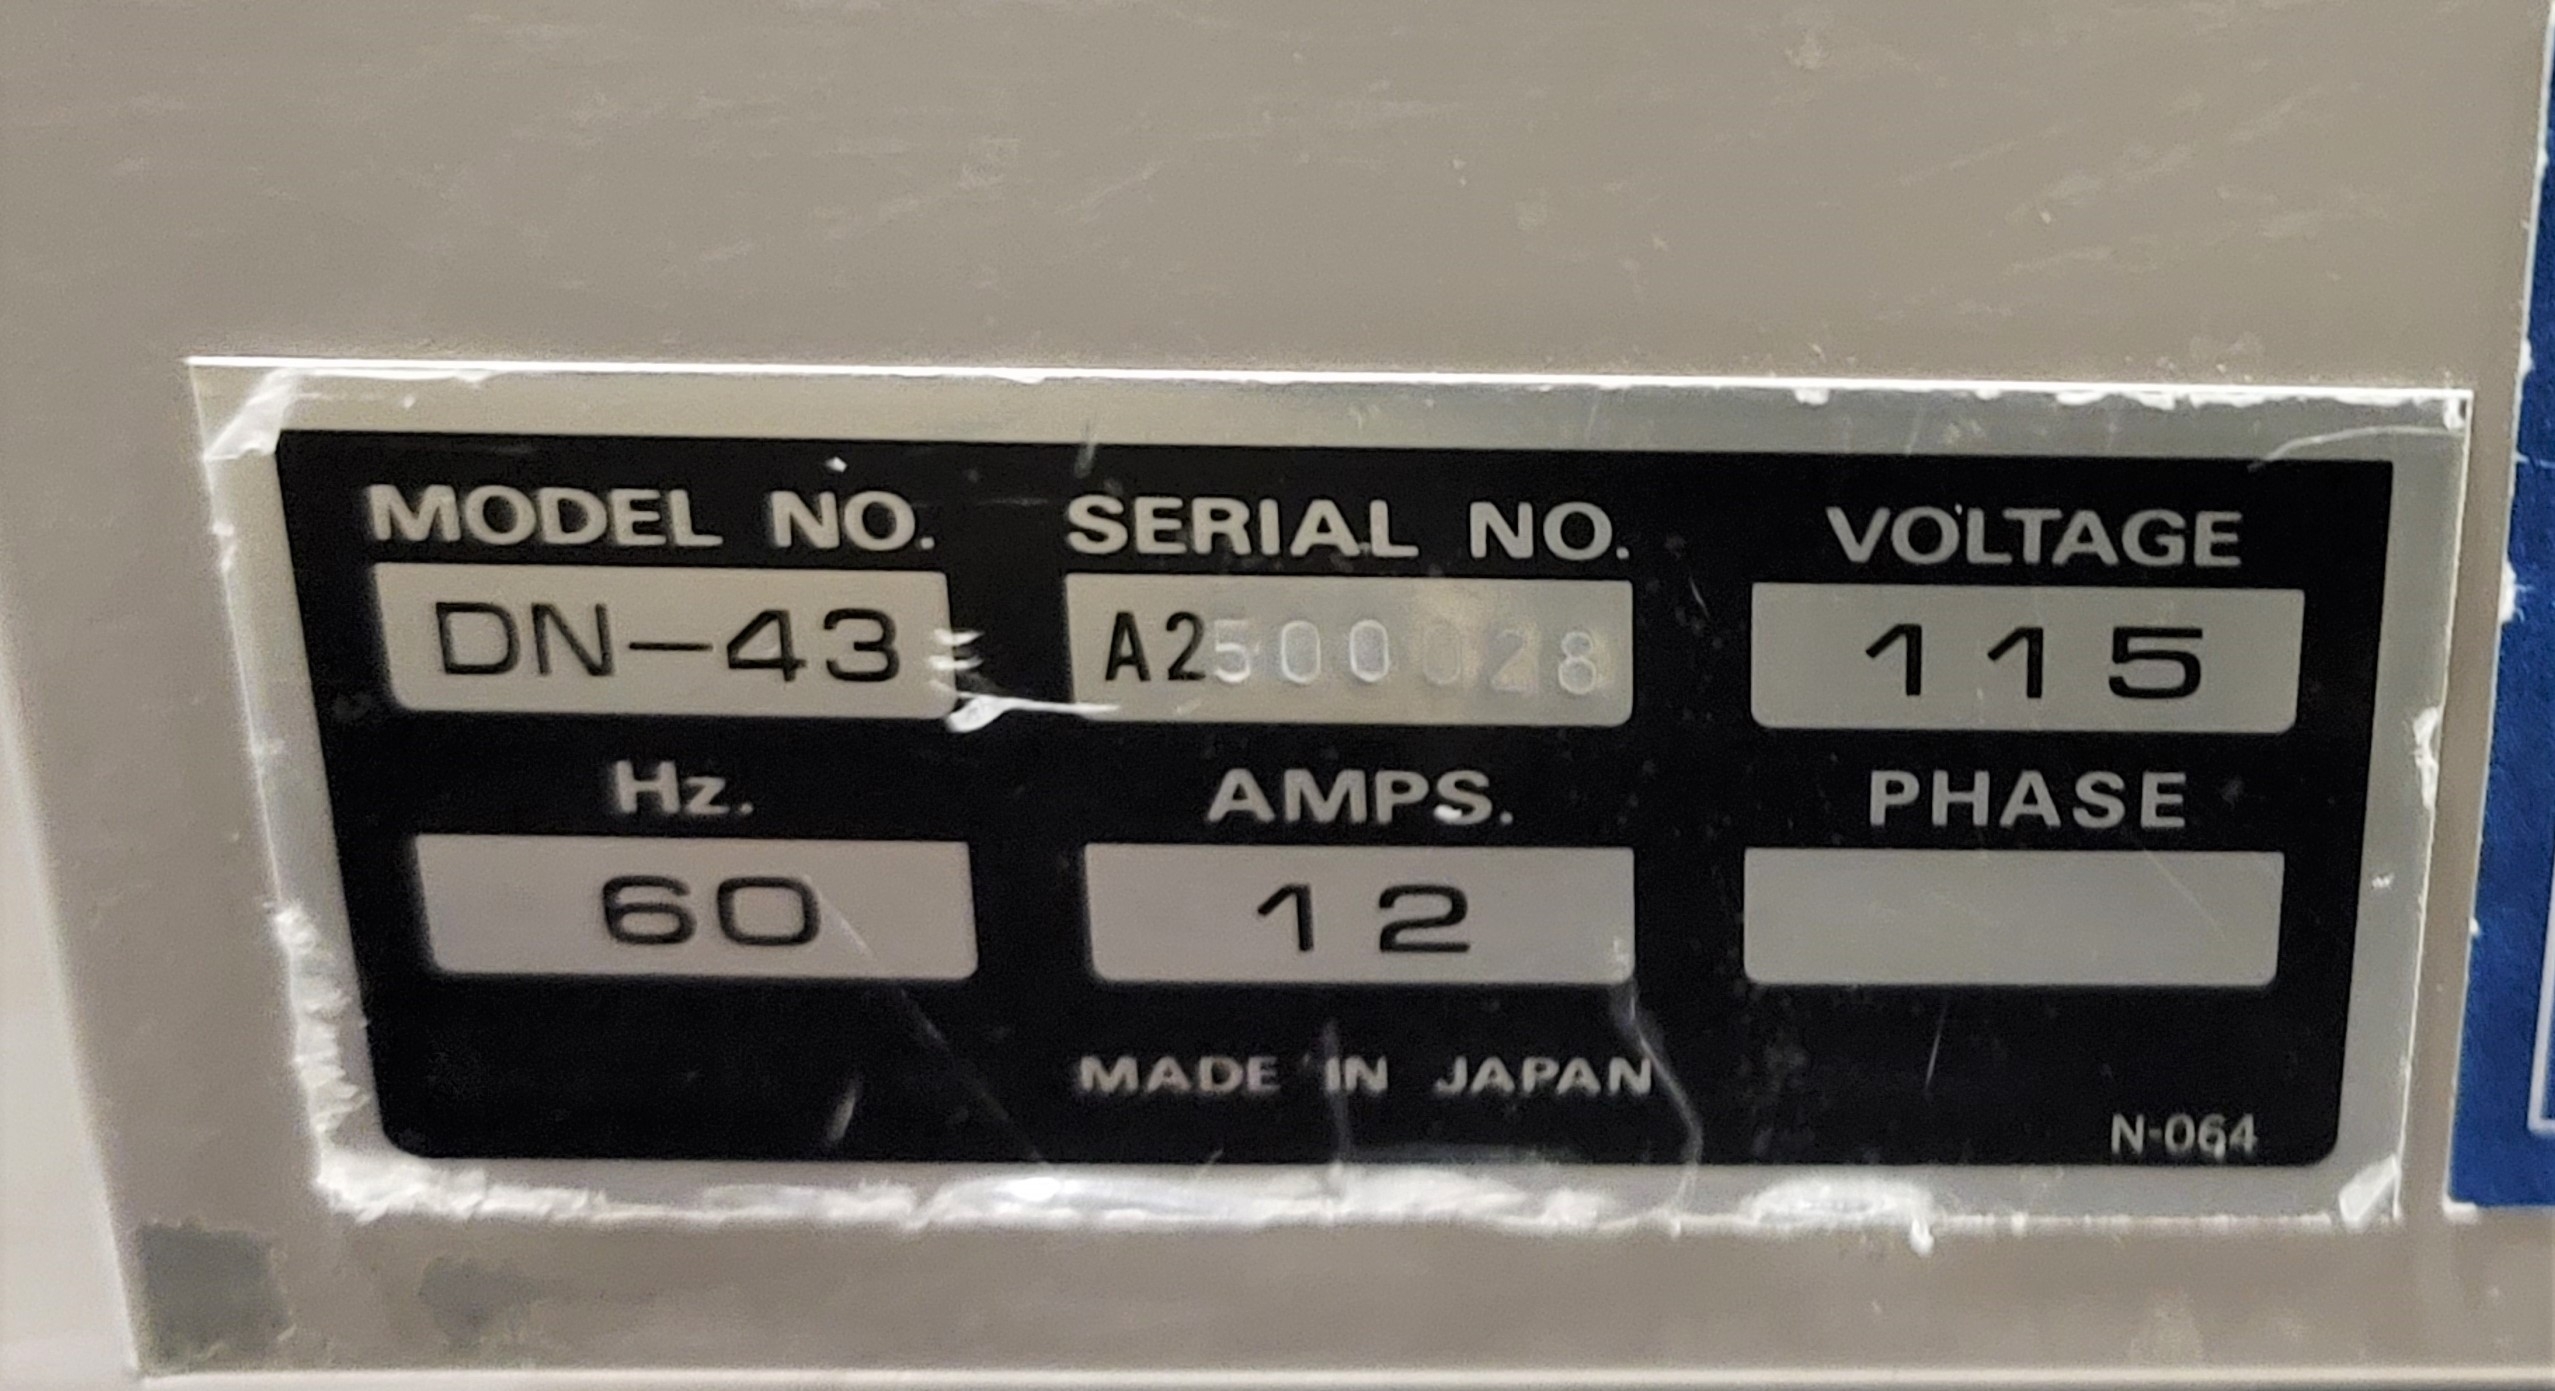 MODEL NO. SERIAL NO. VOLTAGE
DN-43 A2500028 115
Hz. AMPS. PHASE
60 12
MADE IN JAPAN
N-064